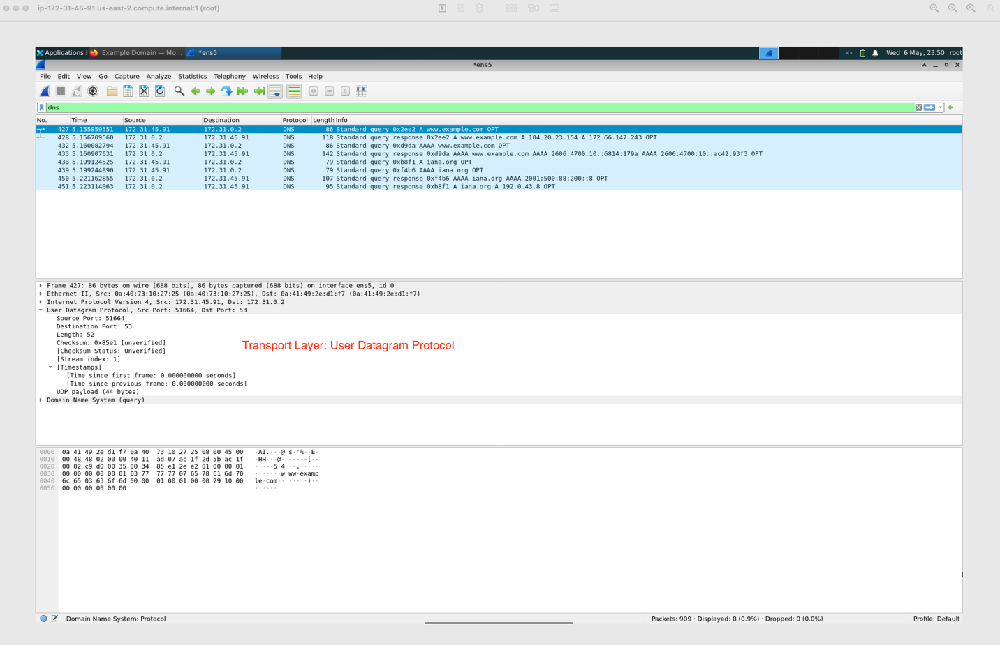 ip-172-31-45-91.us-east-2.compute.internal:1 (root)
Applications Example Domain — Mo... *ens5 Wed 6 May, 23:50 root
*ens5
File Edit View Go Capture Analyze Statistics Telephony Wireless Tools Help
dns
No. Time Source Destination Protocol Length Info
427 5.155859351 172.31.45.91 172.31.0.2 DNS 86 Standard query 0x2ee2 A www.example.com OPT
428 5.156709560 172.31.0.2 172.31.45.91 DNS 118 Standard query response 0x2ee2 A www.example.com A 104.20.23.154 A 172.66.147.243 OPT
432 5.160082794 172.31.45.91 172.31.0.2 DNS 86 Standard query 0xd9da AAAA www.example.com OPT
433 5.160907631 172.31.0.2 172.31.45.91 DNS 142 Standard query response 0xd9da AAAA www.example.com AAAA 2606:4700:10::6814:179a AAAA 2606:4700:10::ac42:93f3 OPT
438 5.199124525 172.31.45.91 172.31.0.2 DNS 79 Standard query 0xb8f1 A iana.org OPT
439 5.199244890 172.31.45.91 172.31.0.2 DNS 79 Standard query 0xf4b6 AAAA iana.org OPT
450 5.221162855 172.31.0.2 172.31.45.91 DNS 107 Standard query response 0xf4b6 AAAA iana.org AAAA 2001:500:88:200::8 OPT
451 5.223114063 172.31.0.2 172.31.45.91 DNS 95 Standard query response 0xb8f1 A iana.org A 192.0.43.8 OPT
Frame 427: 86 bytes on wire (688 bits), 86 bytes captured (688 bits) on interface ens5, id 0
Ethernet II, Src: 0a:40:73:10:27:25 (0a:40:73:10:27:25), Dst: 0a:41:49:2e:d1:f7 (0a:41:49:2e:d1:f7)
Internet Protocol Version 4, Src: 172.31.45.91, Dst: 172.31.0.2
User Datagram Protocol, Src Port: 51664, Dst Port: 53
Source Port: 51664
Destination Port: 53
Length: 52
Checksum: 0x85e1 [unverified]
Transport Layer: User Datagram Protocol
[Checksum Status: Unverified]
[Stream index: 1]
[Timestamps]
[Time since first frame: 0.000000000 seconds]
[Time since previous frame: 0.000000000 seconds]
UDP payload (44 bytes)
Domain Name System (query)
0000 0a 41 49 2e d1 f7 0a 40 73 10 27 25 08 00 45 00 ·AI.···@ s·'%··E·
0010 00 48 48 02 00 00 40 11 ad 07 ac 1f 2d 5b ac 1f ·HH···@· ····-[··
0020 00 02 c9 d0 00 35 00 34 85 e1 2e e2 01 00 00 01 ·····5·4 ··.·····
0030 00 00 00 00 00 01 03 77 77 77 07 65 78 61 6d 70 ·······w ww·examp
0040 6c 65 03 63 6f 6d 00 00 01 00 01 00 00 29 10 00 le·com·· ·····)··
0050 00 00 00 00 00 00 ······
Domain Name System: Protocol Packets: 909 · Displayed: 8 (0.9%) · Dropped: 0 (0.0%) Profile: Default